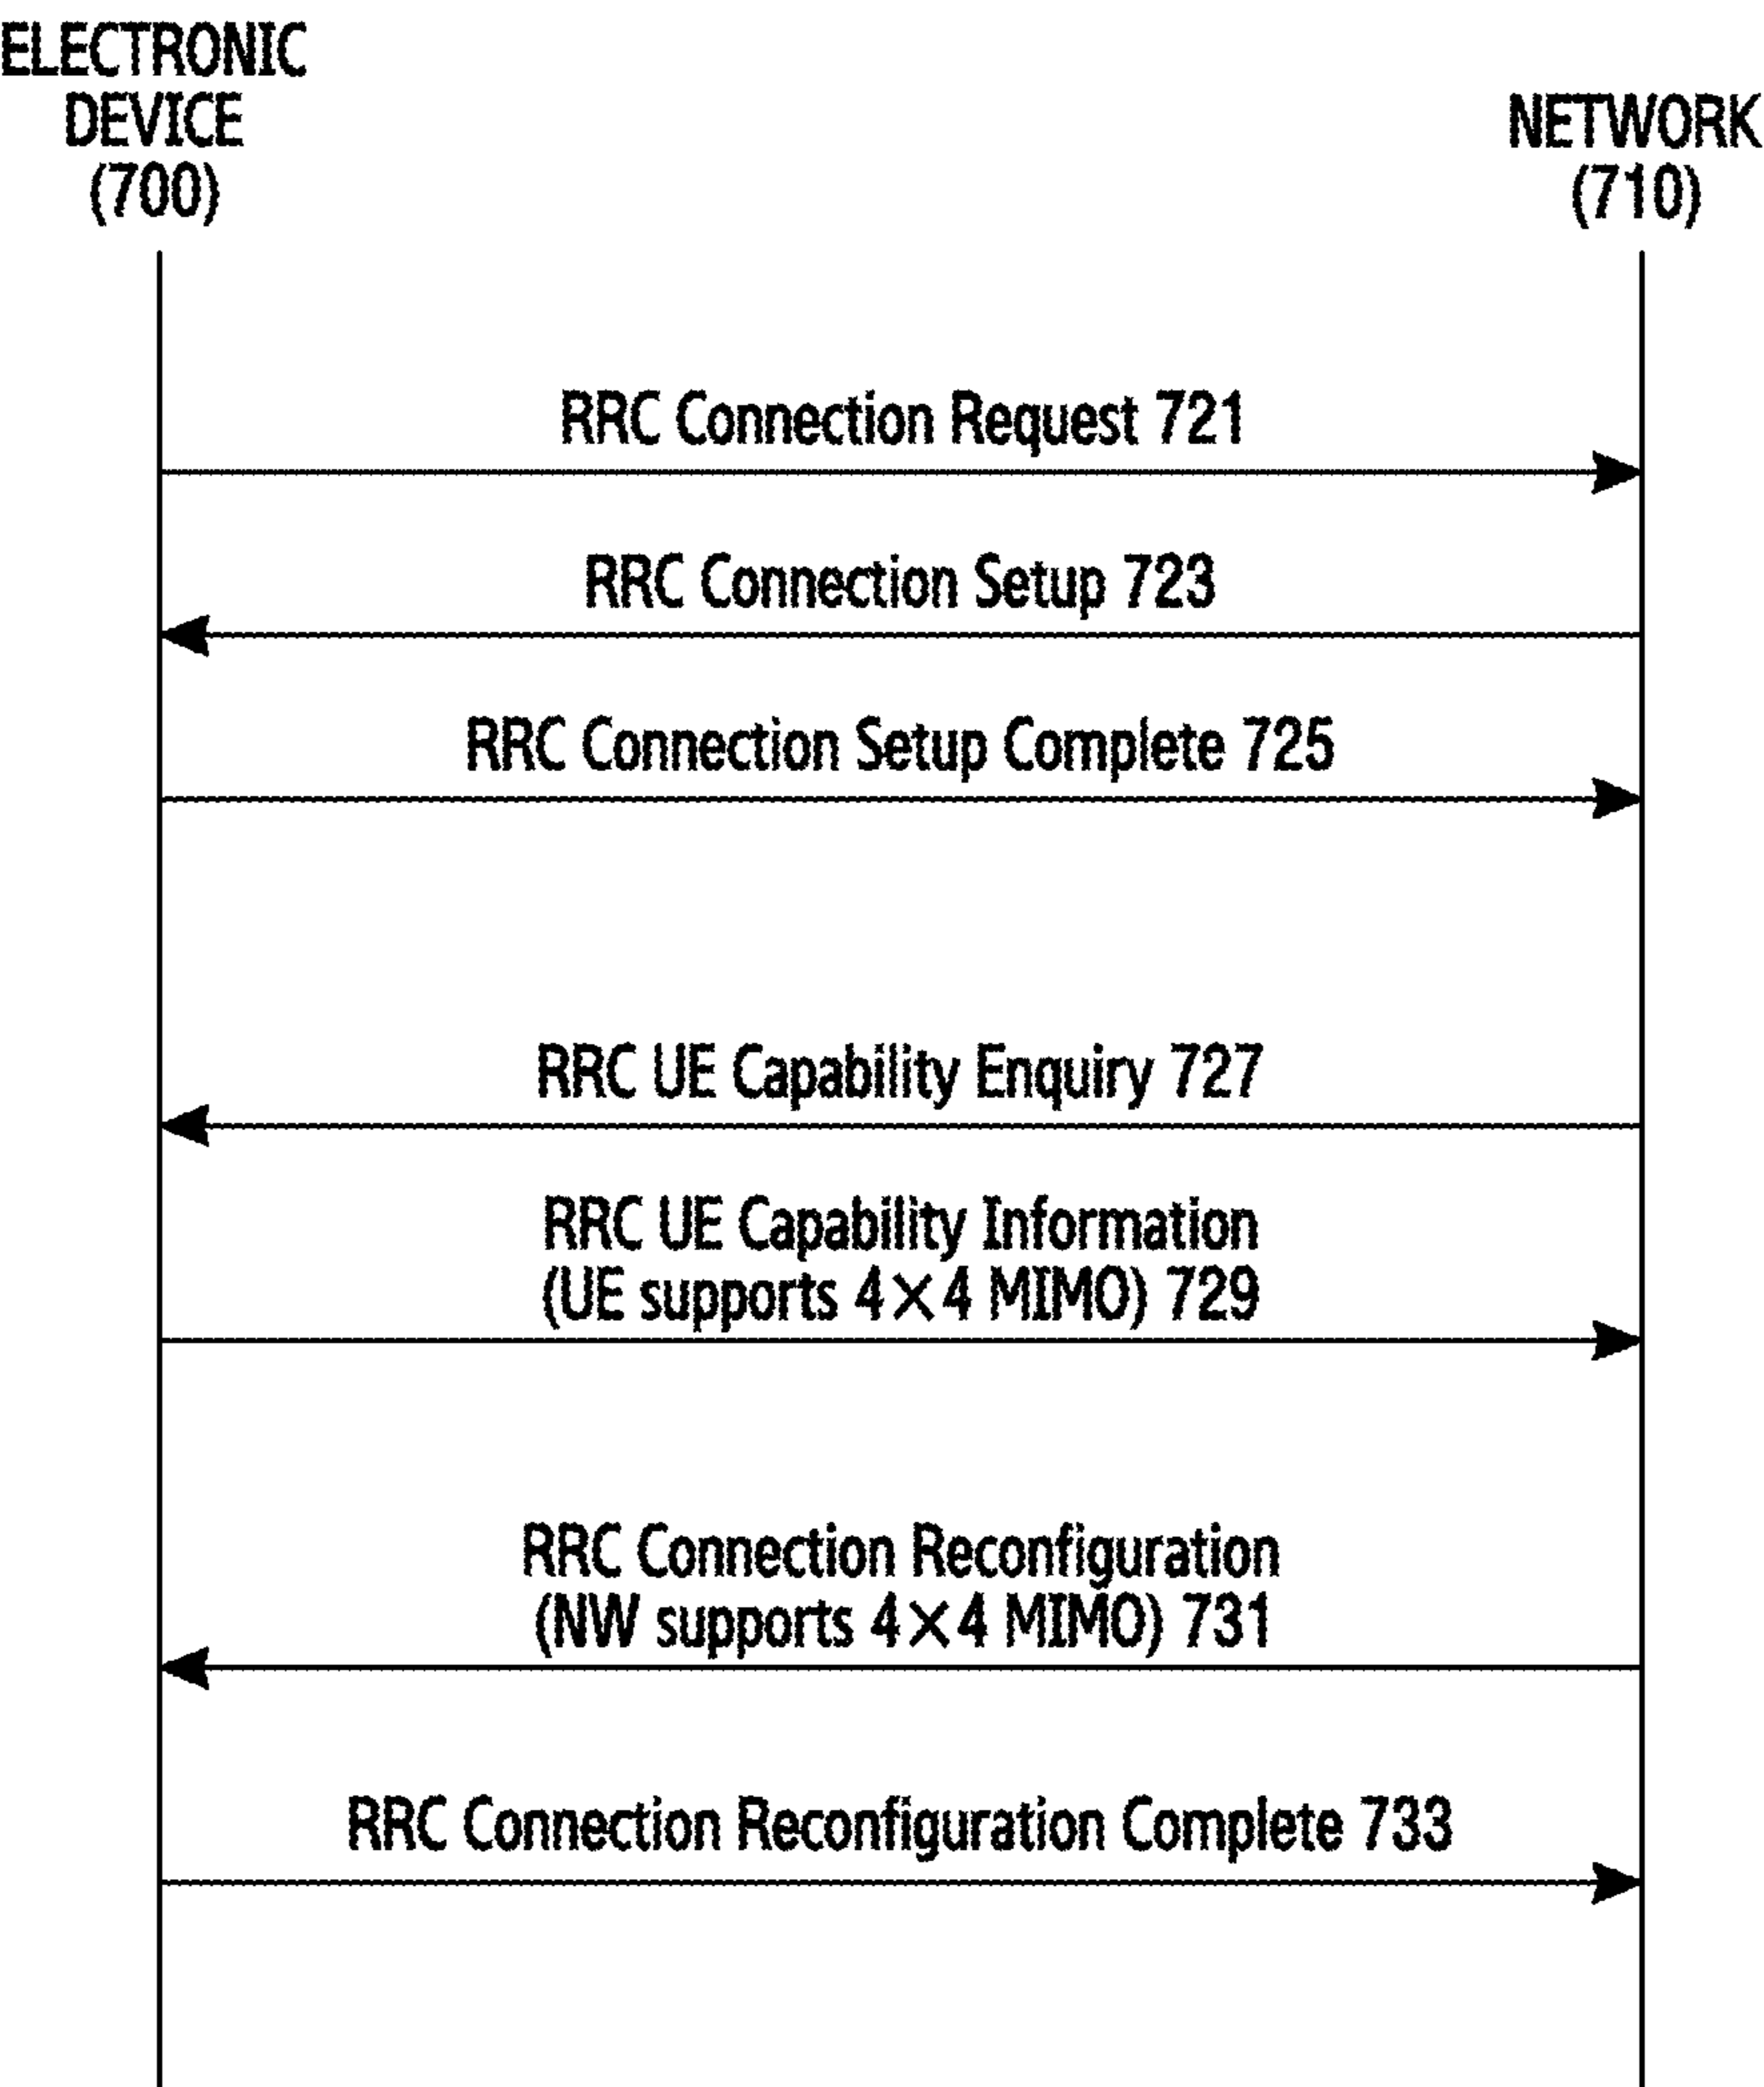 ELECTRONIC
DEVICE
(700)
NETWORK
(710)
RRC Connection Request 721
RRC Connection Setup 723
RRC Connection Setup Complete 725
RRC UE Capability Enquiry 727
RRC UE Capability Information
(UE supports 4×4 MIMO) 729
RRC Connection Reconfiguration
(NW supports 4×4 MIMO) 731
RRC Connection Reconfiguration Complete 733